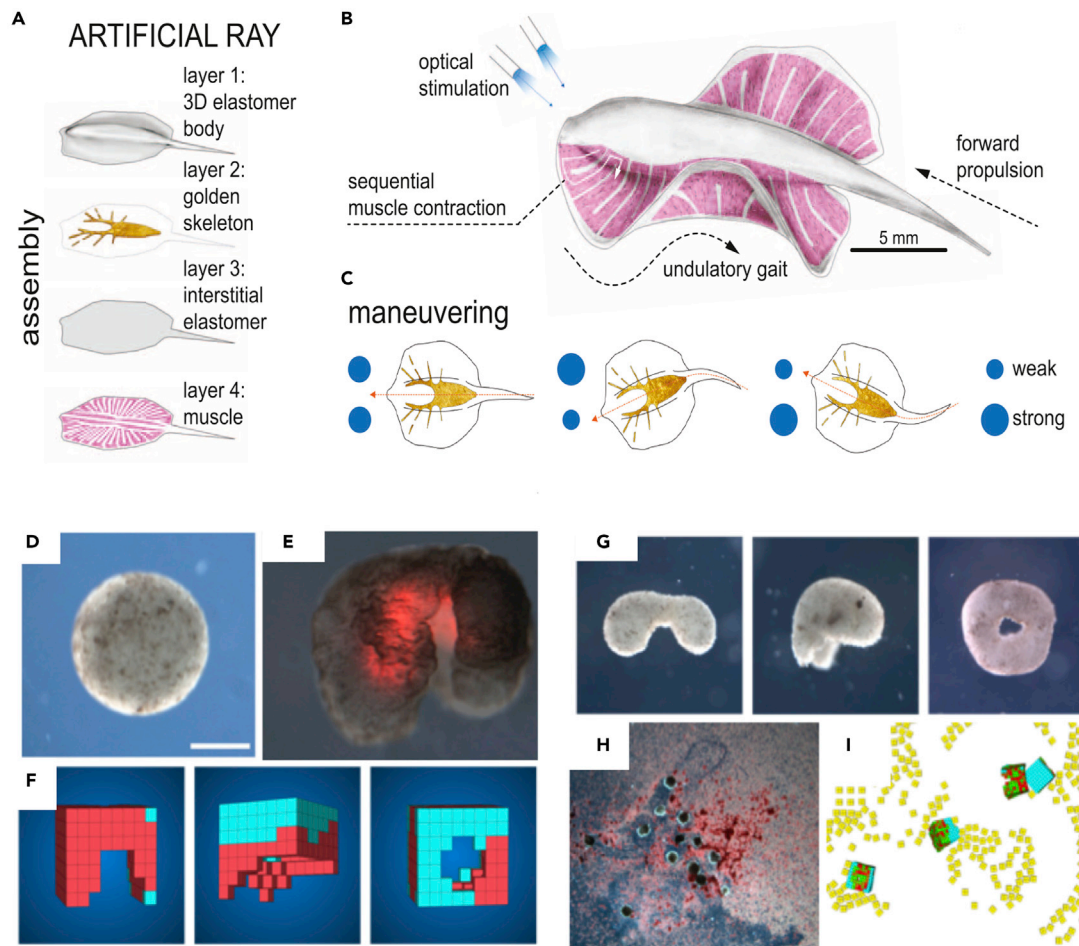 A
ARTIFICIAL RAY
layer 1:
3D elastomer
body
layer 2:
golden
skeleton
layer 3:
interstitial
elastomer
layer 4:
muscle
assembly
B
optical
stimulation
sequential
muscle contraction
forward
propulsion
5 mm
undulatory gait
C
maneuvering
weak
strong
D
E
G
F
H
I